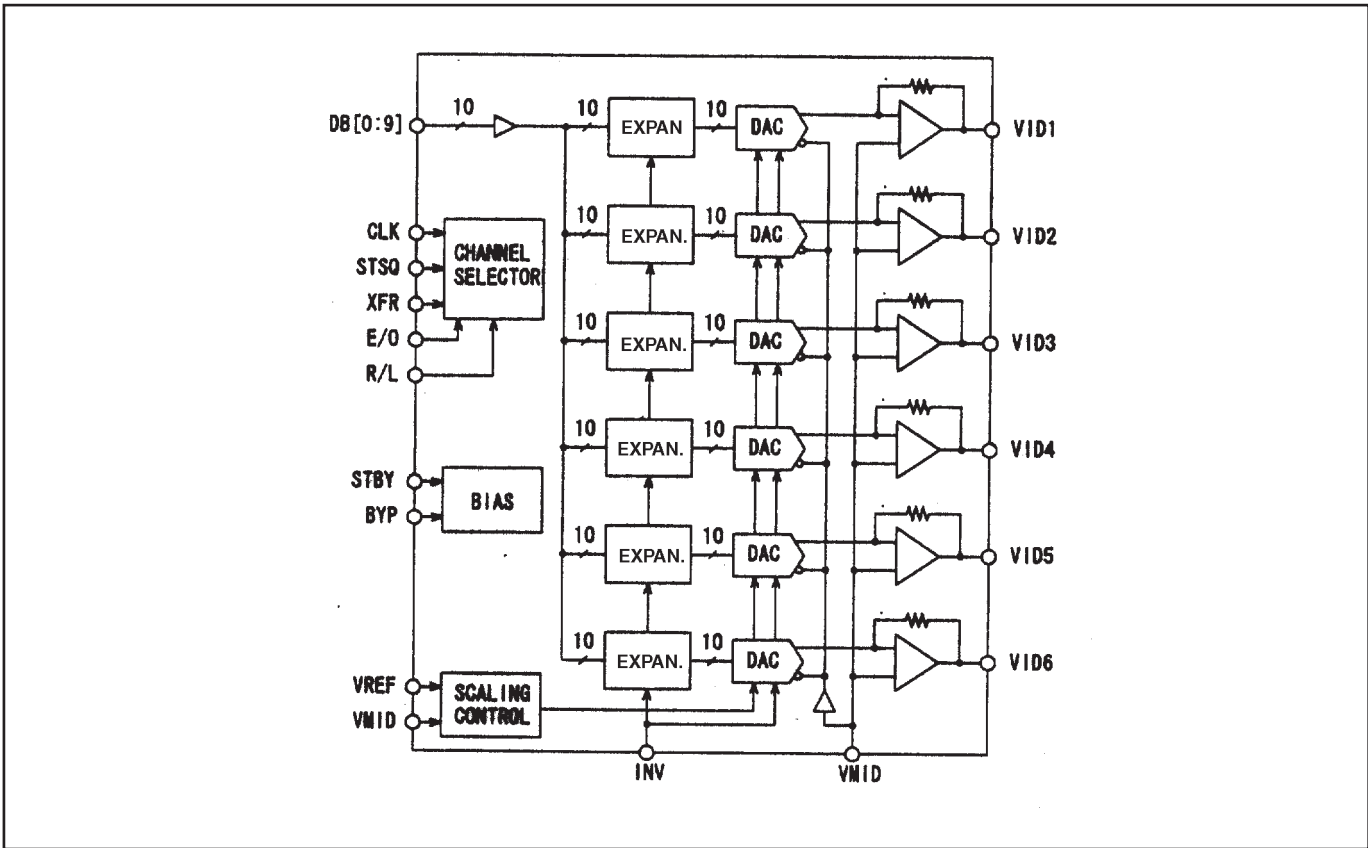 DB[0:9] 10 10 EXPAN 10 DAC VID1
10 EXPAN. 10 DAC VID2
CLK
STSQ
XFR
E/O
R/L
CHANNEL
SELECTOR
10 EXPAN. 10 DAC VID3
10 EXPAN. 10 DAC VID4
STBY
BYP
BIAS
10 EXPAN. 10 DAC VID5
10 EXPAN. 10 DAC VID6
VREF
VMID
SCALING
CONTROL
INV
VMID